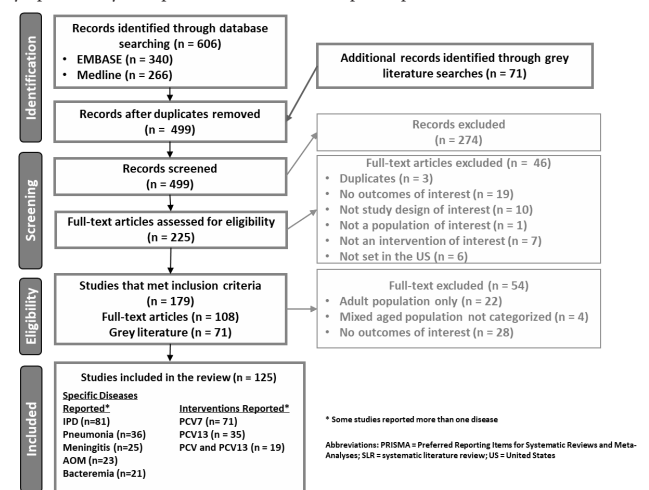 Records identified through database
searching (n = 606)
• EMBASE (n = 340)
• Medline (n = 266)
Additional records identified through grey
literature searches (n = 71)
Identification
Records after duplicates removed
(n = 499)
Records excluded
(n = 274)
Records screened
(n = 499)
Full-text articles excluded (n = 46)
• Duplicates (n = 3)
• No outcomes of interest (n = 19)
• Not study design of interest (n = 10)
• Not a population of interest (n = 1)
• Not an intervention of interest (n = 7)
• Not set in the US (n = 6)
Screening
Full-text articles assessed for eligibility
(n = 225)
Studies that met inclusion criteria
(n = 179)
Full-text articles (n = 108)
Grey literature (n = 71)
Full-text excluded (n = 54)
• Adult population only (n = 22)
• Mixed aged population not categorized (n = 4)
• No outcomes of interest (n = 28)
Eligibility
Studies included in the review (n = 125)
Specific Diseases
Reported*
IPD (n=81)
Pneumonia (n=36)
Meningitis (n=25)
AOM (n=23)
Bacteremia (n=21)
Interventions Reported*
PCV7 (n= 71)
PCV13 (n = 35)
PCV and PCV13 (n = 19)
Included
* Some studies reported more than one disease
Abbreviations: PRISMA = Preferred Reporting Items for Systematic Reviews and Meta-
Analyses; SLR = systematic literature review; US = United States